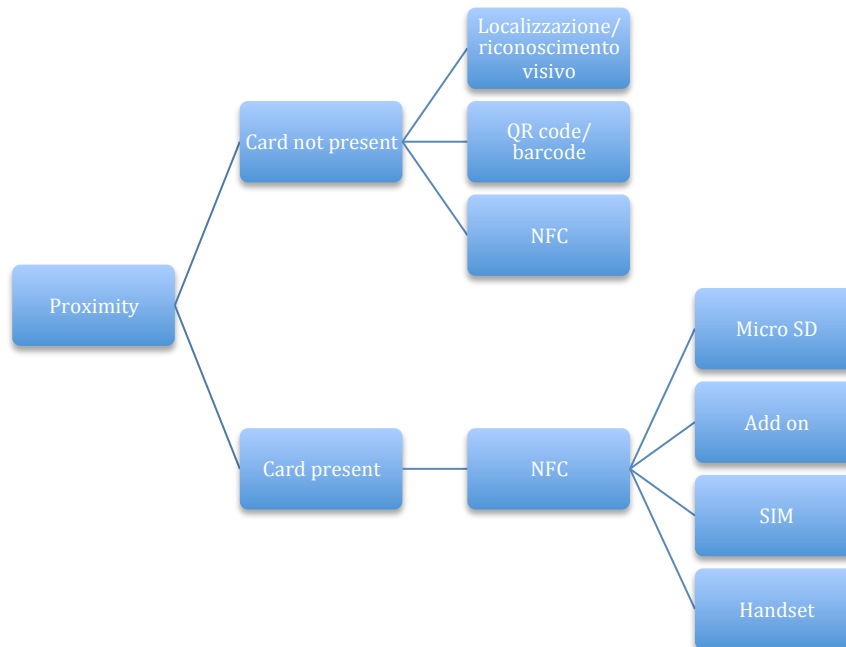 Localizzazione/
riconoscimento
visivo
Card not present
QR code/
barcode
NFC
Proximity
Micro SD
Add on
Card present
NFC
SIM
Handset